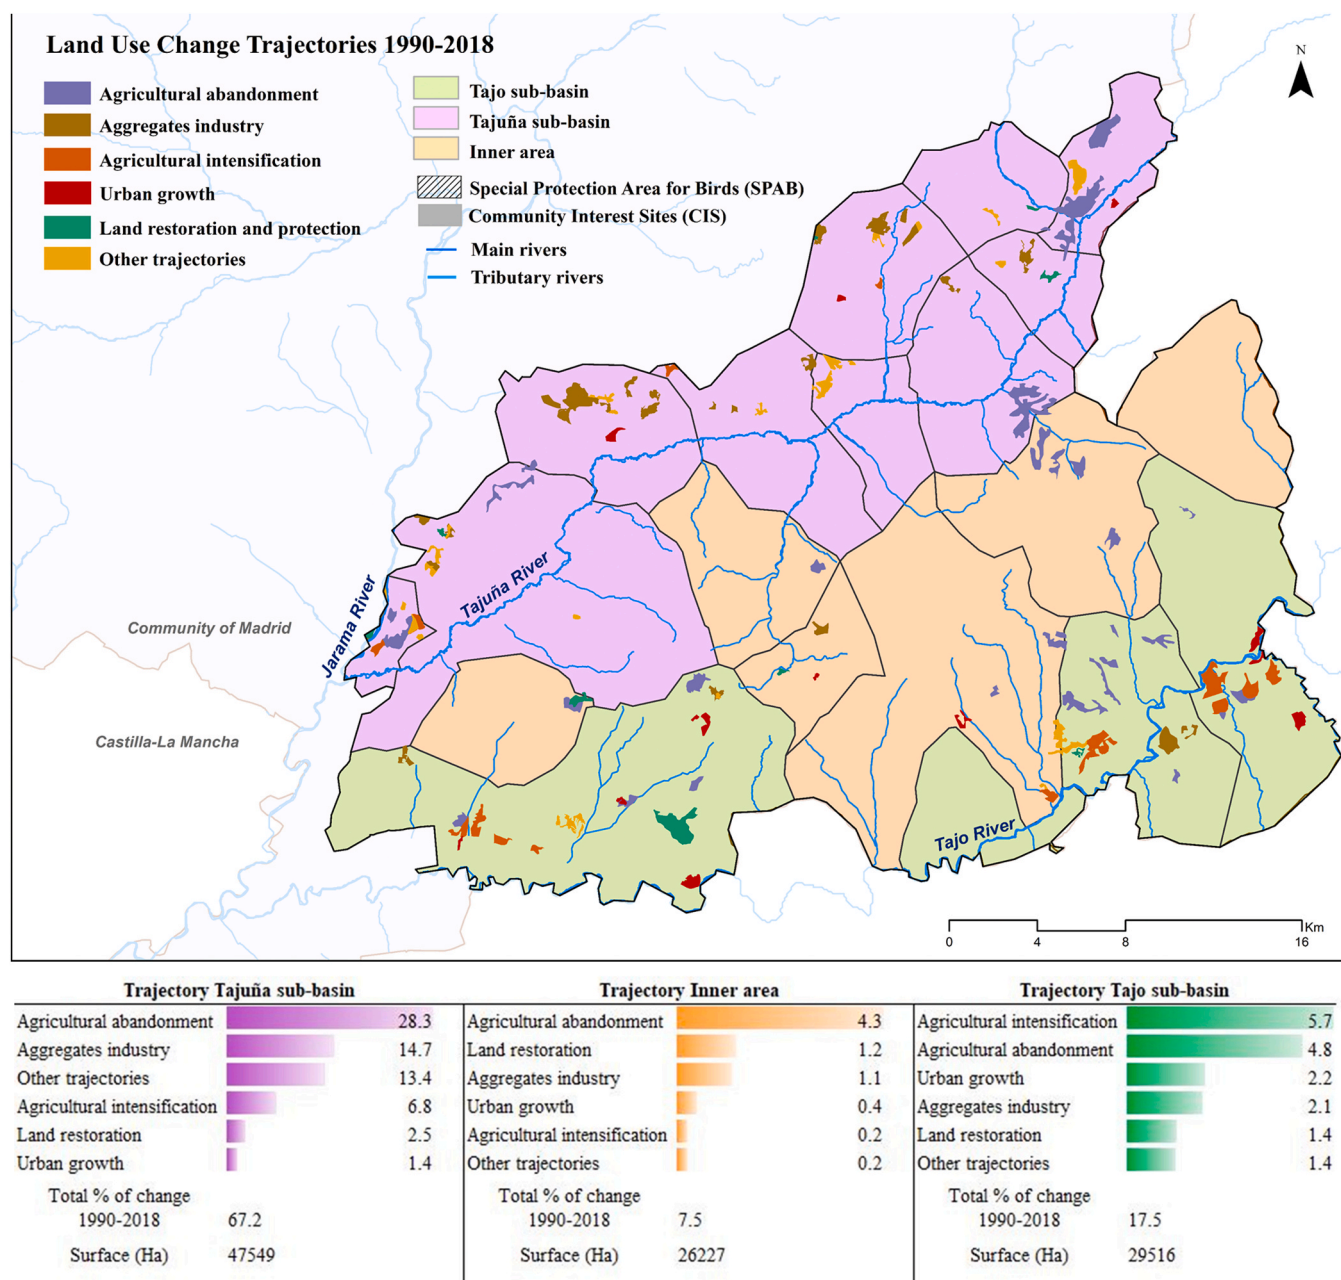 Land Use Change Trajectories 1990-2018
Agricultural abandonment
Aggregates industry
Agricultural intensification
Urban growth
Land restoration and protection
Other trajectories
Tajo sub-basin
Tajuña sub-basin
Inner area
Special Protection Area for Birds (SPAB)
Community Interest Sites (CIS)
Main rivers
Tributary rivers
N
Jarama River
Tajuña River
Community of Madrid
Castilla-La Mancha
Tajo River
0 4 8 16 Km
Trajectory Tajuña sub-basin
Agricultural abandonment 28.3
Aggregates industry 14.7
Other trajectories 13.4
Agricultural intensification 6.8
Land restoration 2.5
Urban growth 1.4
Total % of change
1990-2018 67.2
Surface (Ha) 47549
Trajectory Inner area
Agricultural abandonment 4.3
Land restoration 1.2
Aggregates industry 1.1
Urban growth 0.4
Agricultural intensification 0.2
Other trajectories 0.2
Total % of change
1990-2018 7.5
Surface (Ha) 26227
Trajectory Tajo sub-basin
Agricultural intensification 5.7
Agricultural abandonment 4.8
Urban growth 2.2
Aggregates industry 2.1
Land restoration 1.4
Other trajectories 1.4
Total % of change
1990-2018 17.5
Surface (Ha) 29516